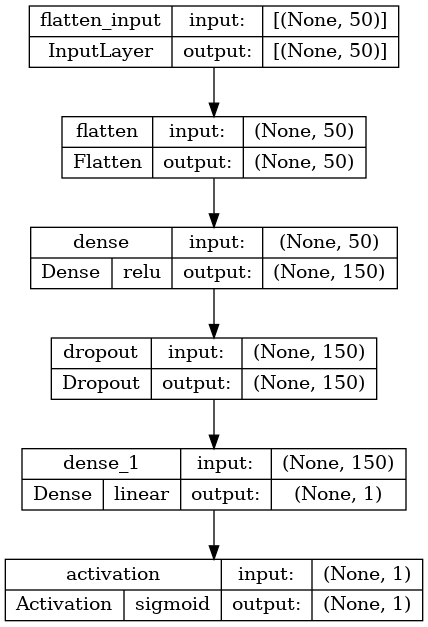 flatten_input input: [(None, 50)]
InputLayer output: [(None, 50)]
flatten input: (None, 50)
Flatten output: (None, 50)
dense input: (None, 50)
Dense relu output: (None, 150)
dropout input: (None, 150)
Dropout output: (None, 150)
dense_1 input: (None, 150)
Dense linear output: (None, 1)
activation input: (None, 1)
Activation sigmoid output: (None, 1)